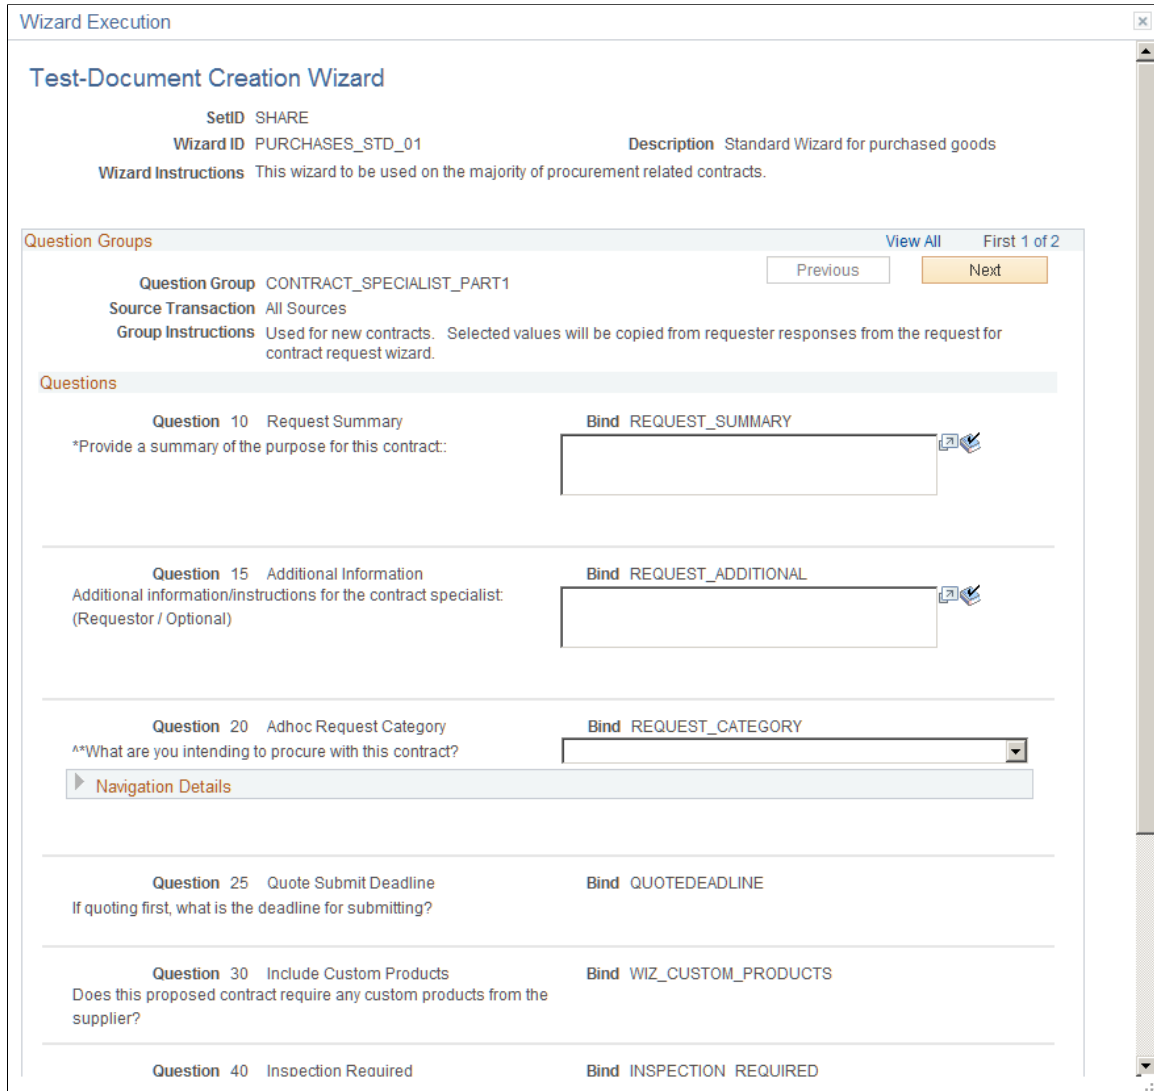 Wizard Execution
Test-Document Creation Wizard
SetID SHARE
Wizard ID PURCHASES_STD_01 Description Standard Wizard for purchased goods
Wizard Instructions This wizard to be used on the majority of procurement related contracts.
Question Groups View All First 1 of 2
Previous Next
Question Group CONTRACT_SPECIALIST_PART1
Source Transaction All Sources
Group Instructions Used for new contracts. Selected values will be copied from requester responses from the request for
contract request wizard.
Questions
Question 10 Request Summary Bind REQUEST_SUMMARY
*Provide a summary of the purpose for this contract::
Question 15 Additional Information Bind REQUEST_ADDITIONAL
Additional information/instructions for the contract specialist:
(Requestor / Optional)
Question 20 Adhoc Request Category Bind REQUEST_CATEGORY
^*What are you intending to procure with this contract?
Navigation Details
Question 25 Quote Submit Deadline Bind QUOTEDEADLINE
If quoting first, what is the deadline for submitting?
Question 30 Include Custom Products Bind WIZ_CUSTOM_PRODUCTS
Does this proposed contract require any custom products from the
supplier?
Question 40 Inspection Required Bind INSPECTION_REQUIRED